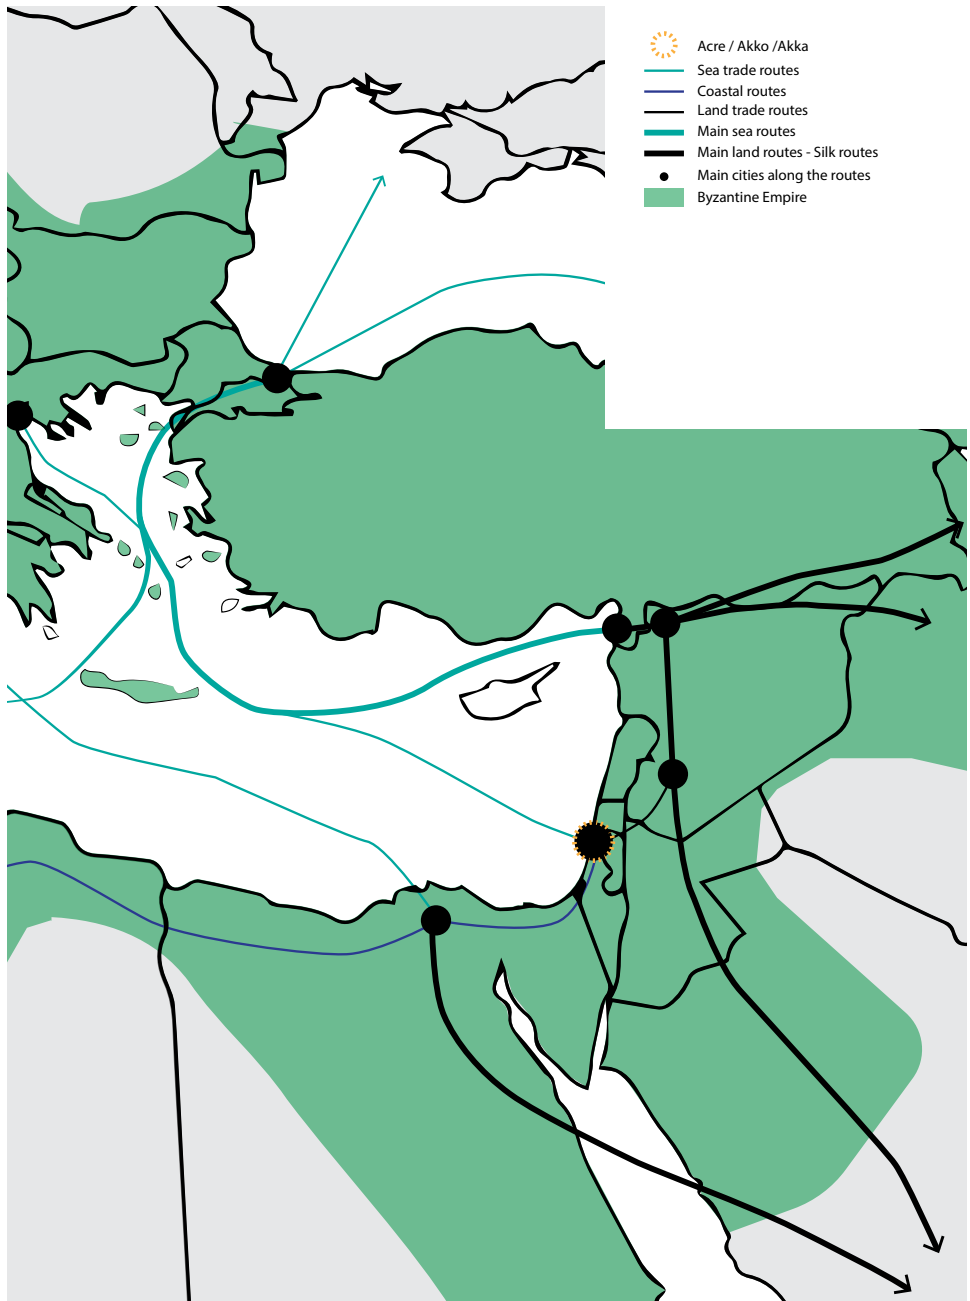 Acre / Akko /Akka
Sea trade routes
Coastal routes
Land trade routes
Main sea routes
Main land routes - Silk routes
Main cities along the routes
Byzantine Empire